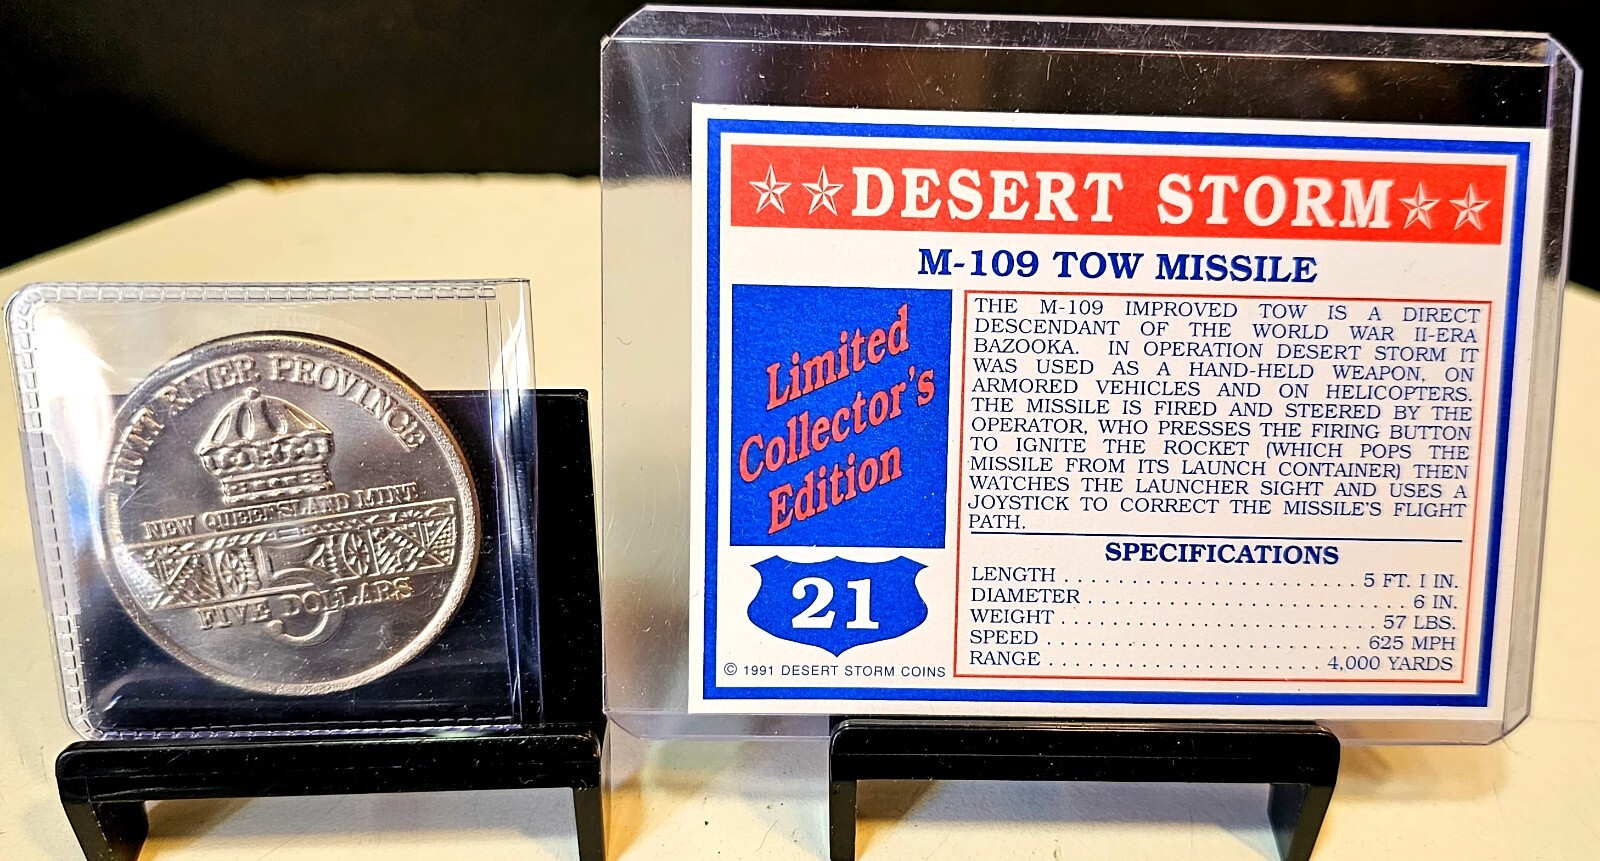 HUTT RIVER PROVINCE
NEW QUEENSLAND MINT
5
FIVE DOLLARS
DESERT STORM
M-109 TOW MISSILE
Limited
Collector's
Edition
21
© 1991 DESERT STORM COINS
THE M-109 IMPROVED TOW IS A DIRECT
DESCENDANT OF THE WORLD WAR II-ERA
BAZOOKA. IN OPERATION DESERT STORM IT
WAS USED AS A HAND-HELD WEAPON, ON
ARMORED VEHICLES AND ON HELICOPTERS.
THE MISSILE IS FIRED AND STEERED BY THE
OPERATOR, WHO PRESSES THE FIRING BUTTON
TO IGNITE THE ROCKET (WHICH POPS THE
MISSILE FROM ITS LAUNCH CONTAINER) THEN
WATCHES THE LAUNCHER SIGHT AND USES A
JOYSTICK TO CORRECT THE MISSILE'S FLIGHT
PATH.
SPECIFICATIONS
LENGTH . . . . . . . . . . . . . . . . . . . . . . 5 FT. 1 IN.
DIAMETER . . . . . . . . . . . . . . . . . . . . . . . . 6 IN.
WEIGHT . . . . . . . . . . . . . . . . . . . . . . . . 57 LBS.
SPEED . . . . . . . . . . . . . . . . . . . . . . . . 625 MPH
RANGE . . . . . . . . . . . . . . . . . . . . . 4,000 YARDS